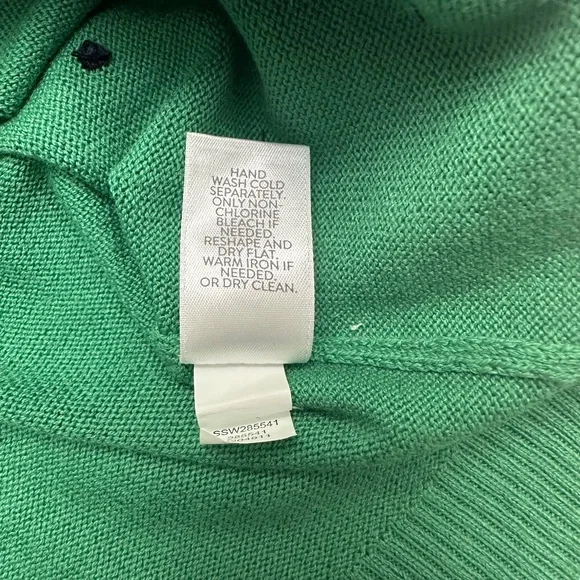 HAND
WASH COLD
SEPARATELY.
ONLY NON-
CHLORINE
BLEACH IF
NEEDED.
RESHAPE AND
DRY FLAT.
WARM IRON IF
NEEDED.
OR DRY CLEAN.
SSW285541
285541